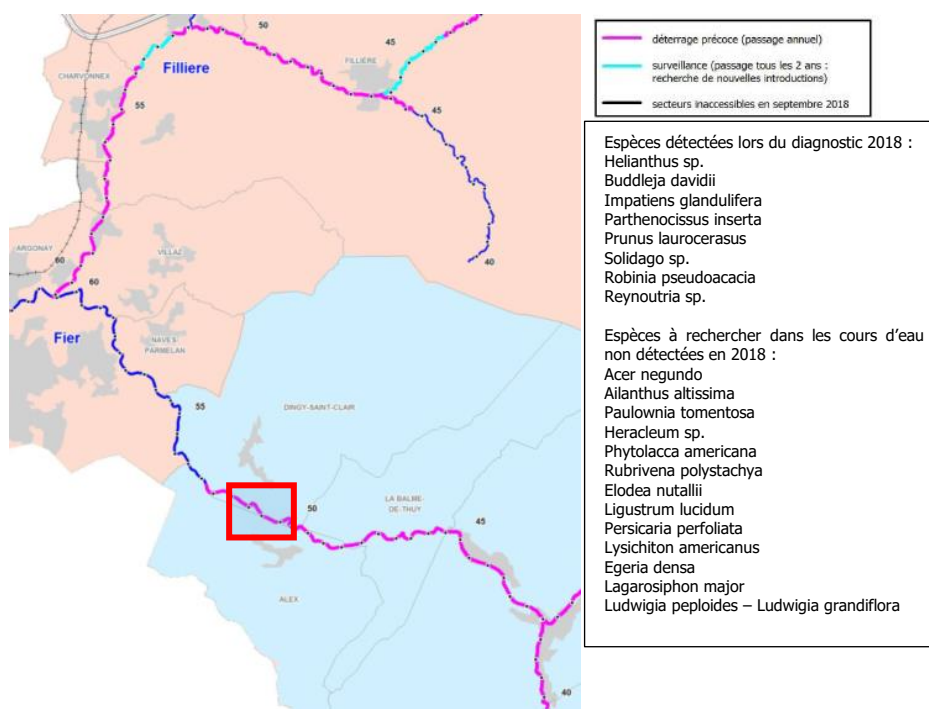 50
45
FILLIÈRE
Filliere
CHARVONNEX
55
45
ARGONAY
60
60
VILLAZ
40
Fier
NAVES-
PARMELAN
55
DINGY-SAINT-CLAIR
50
LA BALME-
DE-THUY
45
ALEX
40
déterrage précoce (passage annuel)
surveillance (passage tous les 2 ans :
recherche de nouvelles introductions)
secteurs inaccessibles en septembre 2018
Espèces détectées lors du diagnostic 2018 :
Helianthus sp.
Buddleja davidii
Impatiens glandulifera
Parthenocissus inserta
Prunus laurocerasus
Solidago sp.
Robinia pseudoacacia
Reynoutria sp.
Espèces à rechercher dans les cours d’eau
non détectées en 2018 :
Acer negundo
Ailanthus altissima
Paulownia tomentosa
Heracleum sp.
Phytolacca americana
Rubrivena polystachya
Elodea nutallii
Ligustrum lucidum
Persicaria perfoliata
Lysichiton americanus
Egeria densa
Lagarosiphon major
Ludwigia peploides – Ludwigia grandiflora